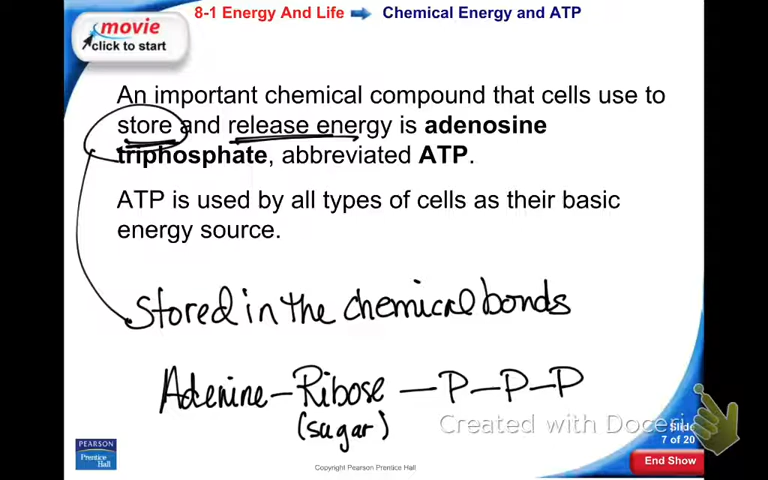 movie
click to start
8-1 Energy And Life Chemical Energy and ATP
An important chemical compound that cells use to
store and release energy is adenosine
triphosphate, abbreviated ATP.
ATP is used by all types of cells as their basic
energy source.
Stored in the chemical bonds
Adenine-Ribose-P-P-P
(sugar)
Created with Doceri
Slide
7 of 20
PEARSON
Prentice
Hall
End Show
Copyright Pearson Prentice Hall